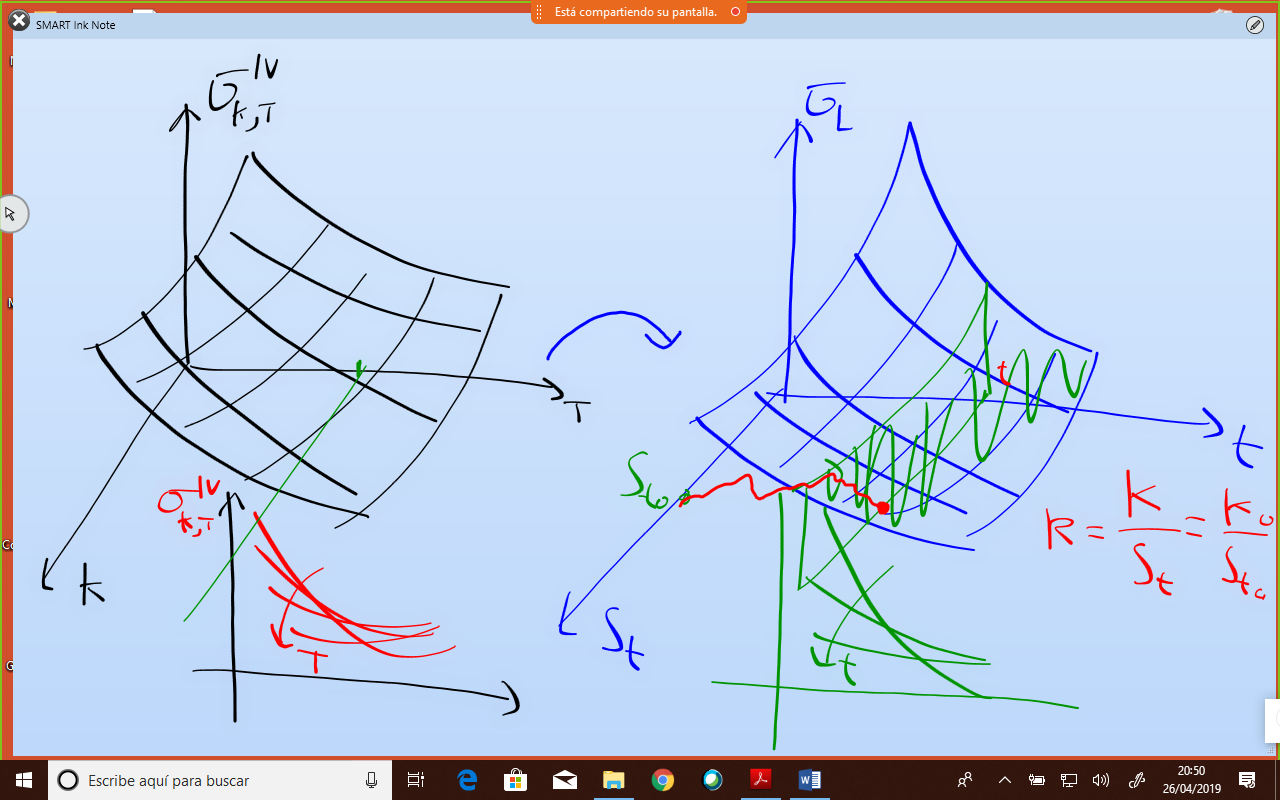 Está compartiendo su pantalla.
SMART Ink Note
σ^IV_K,T
σ_L
T
t
t
K
S_t0
S_t
σ^IV_K,T
T
t
K = K/S_t = K_0/S_t0
Escribe aquí para buscar
20:50
26/04/2019